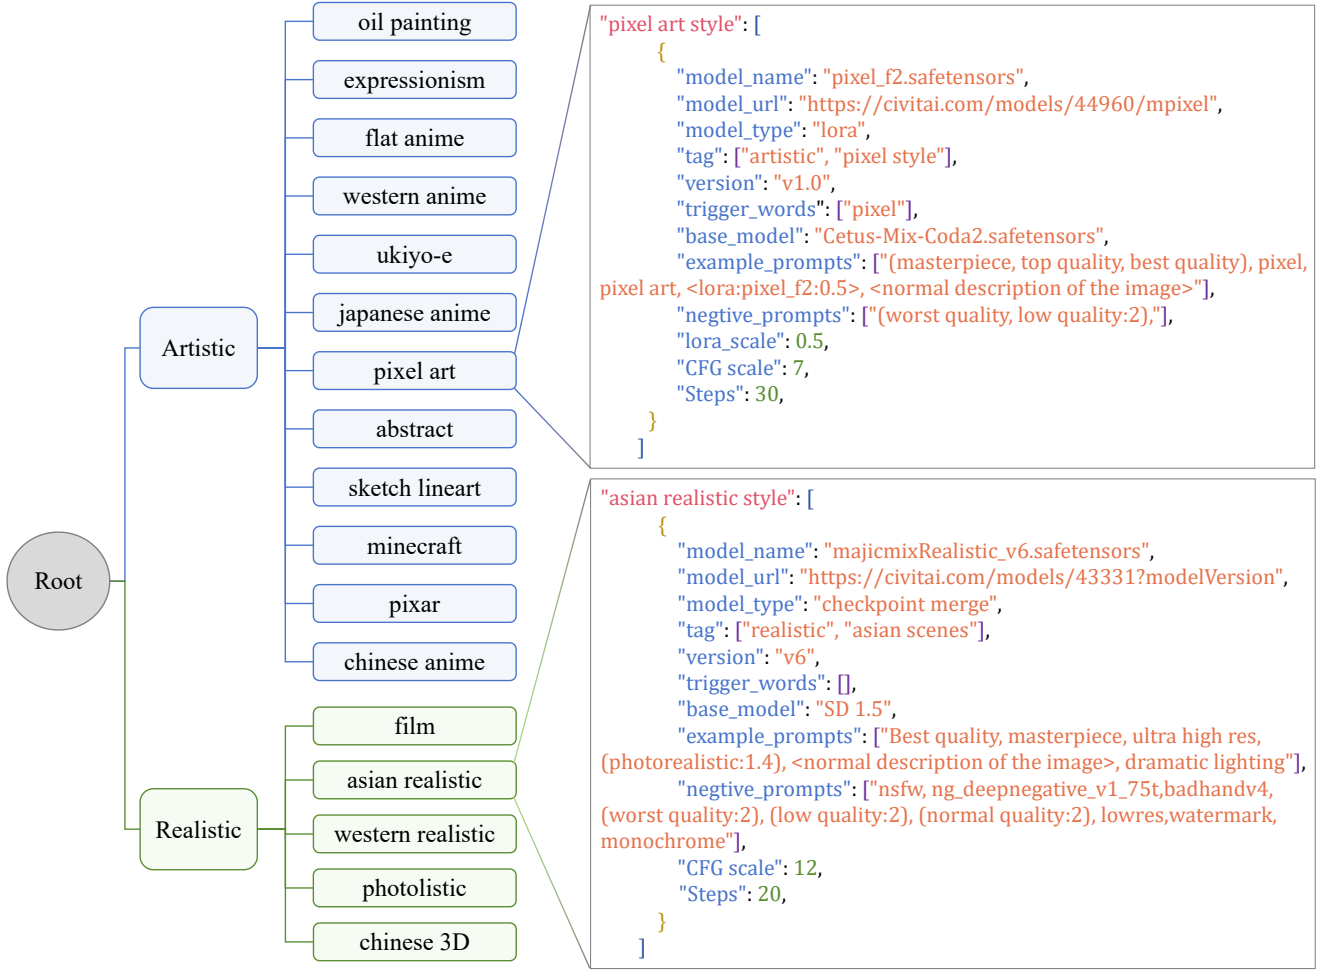 Root
Artistic
oil painting
expressionism
flat anime
western anime
ukiyo-e
japanese anime
pixel art
abstract
sketch lineart
minecraft
pixar
chinese anime
Realistic
film
asian realistic
western realistic
photolistic
chinese 3D
"pixel art style": [
{
"model_name": "pixel_f2.safetensors",
"model_url": "https://civitai.com/models/44960/mpixel",
"model_type": "lora",
"tag": ["artistic", "pixel style"],
"version": "v1.0",
"trigger_words": ["pixel"],
"base_model": "Cetus-Mix-Coda2.safetensors",
"example_prompts": ["(masterpiece, top quality, best quality), pixel,
pixel art, <lora:pixel_f2:0.5>, <normal description of the image>"],
"negtive_prompts": ["(worst quality, low quality:2),"],
"lora_scale": 0.5,
"CFG scale": 7,
"Steps": 30,
}
]
"asian realistic style": [
{
"model_name": "majicmixRealistic_v6.safetensors",
"model_url": "https://civitai.com/models/43331?modelVersion",
"model_type": "checkpoint merge",
"tag": ["realistic", "asian scenes"],
"version": "v6",
"trigger_words": [],
"base_model": "SD 1.5",
"example_prompts": ["Best quality, masterpiece, ultra high res,
(photorealistic:1.4), <normal description of the image>, dramatic lighting"],
"negtive_prompts": ["nsfw, ng_deepnegative_v1_75t,badhandv4,
(worst quality:2), (low quality:2), (normal quality:2), lowres,watermark,
monochrome"],
"CFG scale": 12,
"Steps": 20,
}
]